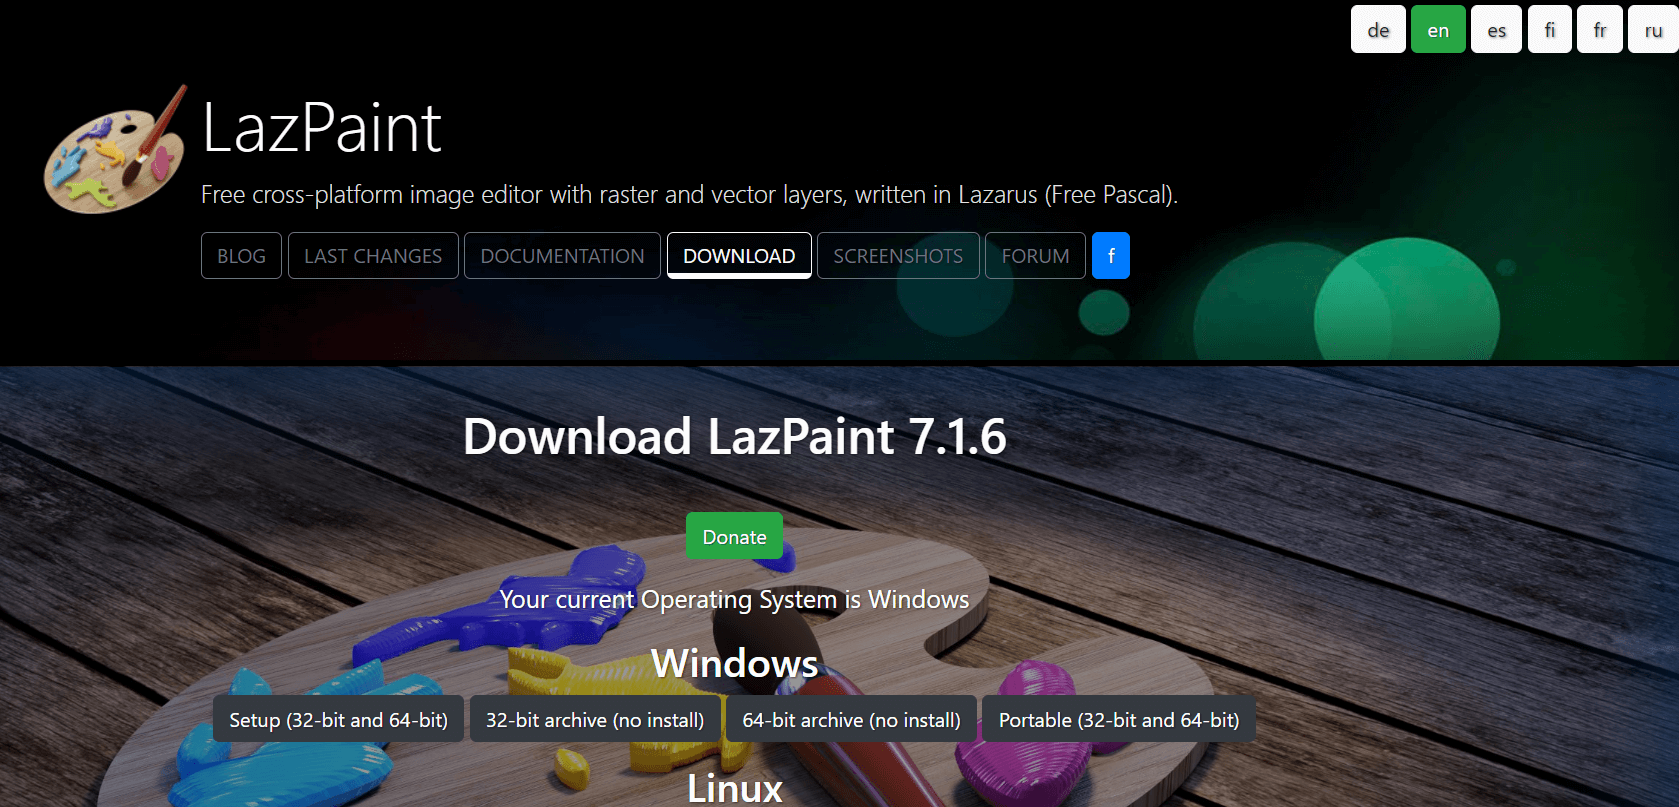 de en es fi fr ru
LazPaint
Free cross-platform image editor with raster and vector layers, written in Lazarus (Free Pascal).
BLOG LAST CHANGES DOCUMENTATION DOWNLOAD SCREENSHOTS FORUM f
Download LazPaint 7.1.6
Donate
Your current Operating System is Windows
Windows
Setup (32-bit and 64-bit) 32-bit archive (no install) 64-bit archive (no install) Portable (32-bit and 64-bit)
Linux